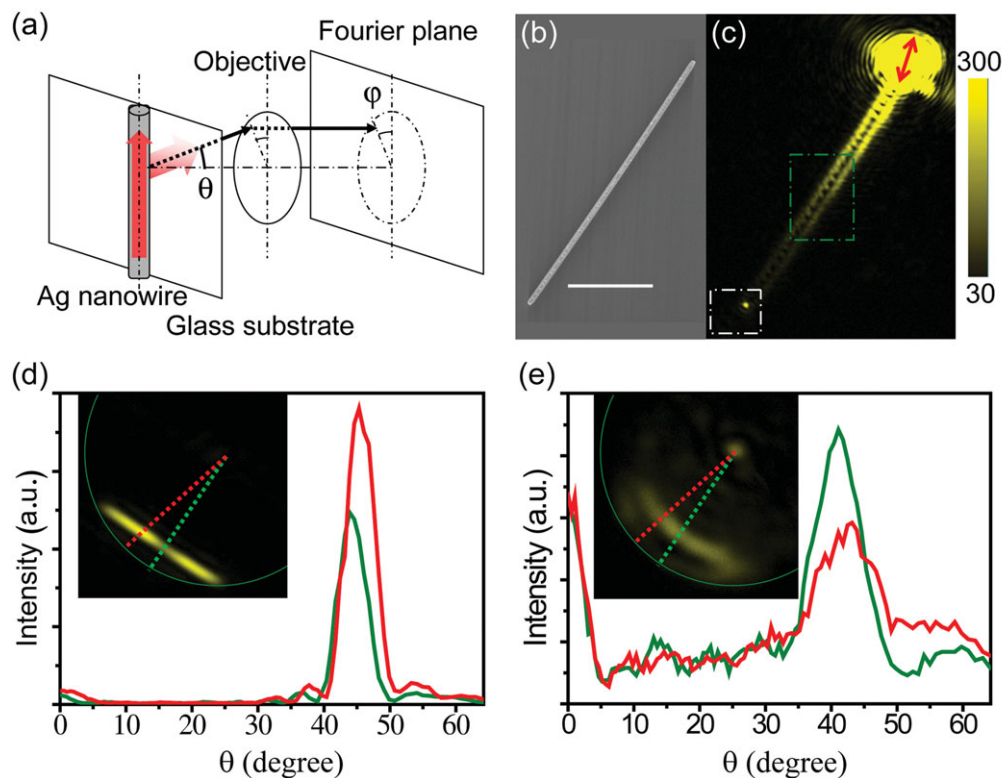 (a)
Fourier plane
Objective
φ
θ
Ag nanowire
Glass substrate
(b)
(c)
300
30
(d)
Intensity (a.u.)
0 10 20 30 40 50 60
θ (degree)
(e)
Intensity (a.u.)
0 10 20 30 40 50 60
θ (degree)